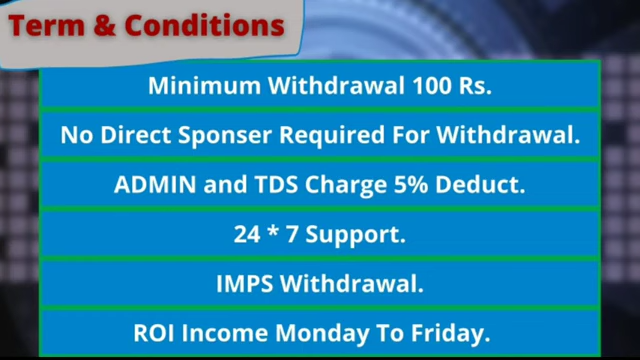 Term & Conditions
Minimum Withdrawal 100 Rs.
No Direct Sponser Required For Withdrawal.
ADMIN and TDS Charge 5% Deduct.
24 * 7 Support.
IMPS Withdrawal.
ROI Income Monday To Friday.